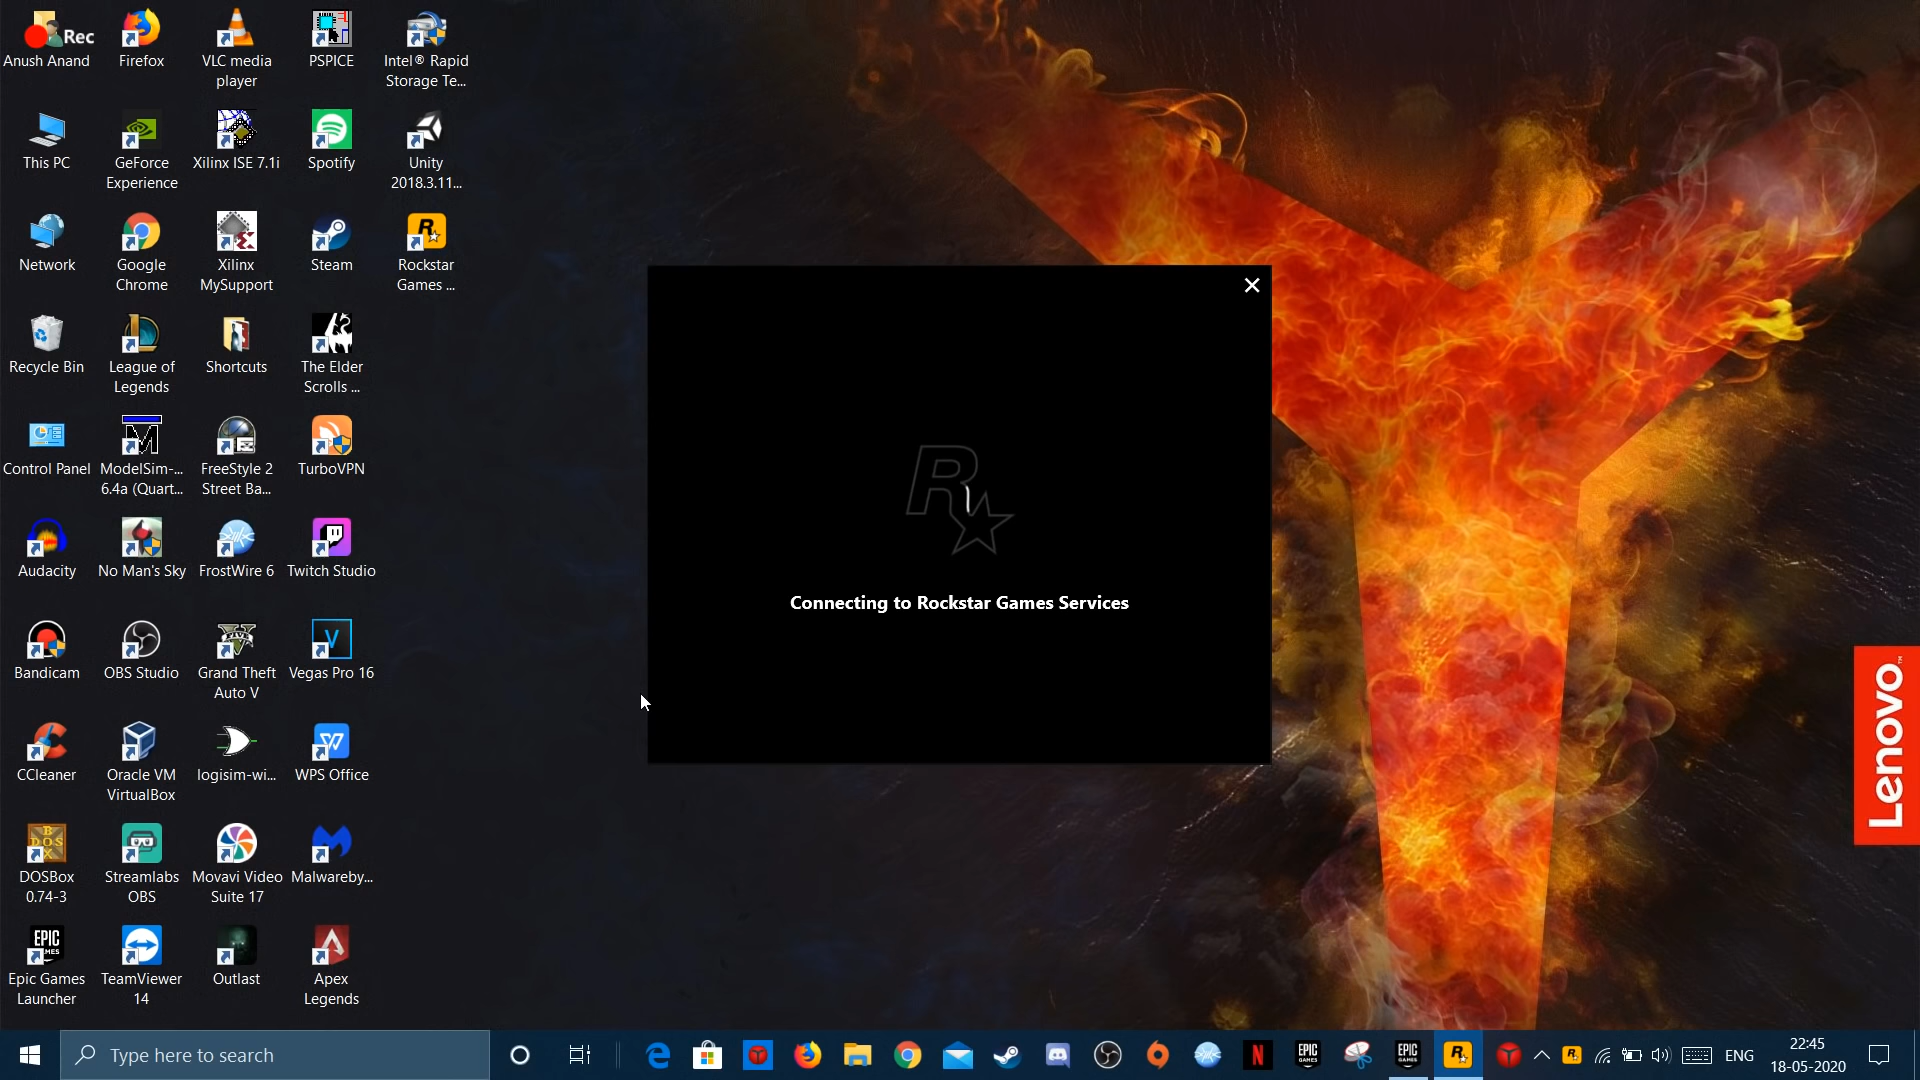 Rec
Anush Anand
Firefox
VLC media
player
PSPICE
Intel® Rapid
Storage Te...
This PC
GeForce
Experience
Xilinx ISE 7.1i
Spotify
Unity
2018.3.11...
Network
Google
Chrome
Xilinx
MySupport
Steam
Rockstar
Games ...
Recycle Bin
League of
Legends
Shortcuts
The Elder
Scrolls ...
Control Panel
ModelSim-...
6.4a (Quart...
FreeStyle 2
Street Ba...
TurboVPN
Audacity
No Man's Sky
FrostWire 6
Twitch Studio
Bandicam
OBS Studio
Grand Theft
Auto V
Vegas Pro 16
CCleaner
Oracle VM
VirtualBox
logisim-wi...
WPS Office
DOSBox
0.74-3
Streamlabs
OBS
Movavi Video
Suite 17
Malwareby...
Epic Games
Launcher
TeamViewer
14
Outlast
Apex
Legends
R
Connecting to Rockstar Games Services
Lenovo
Type here to search
ENG
22:45
18-05-2020